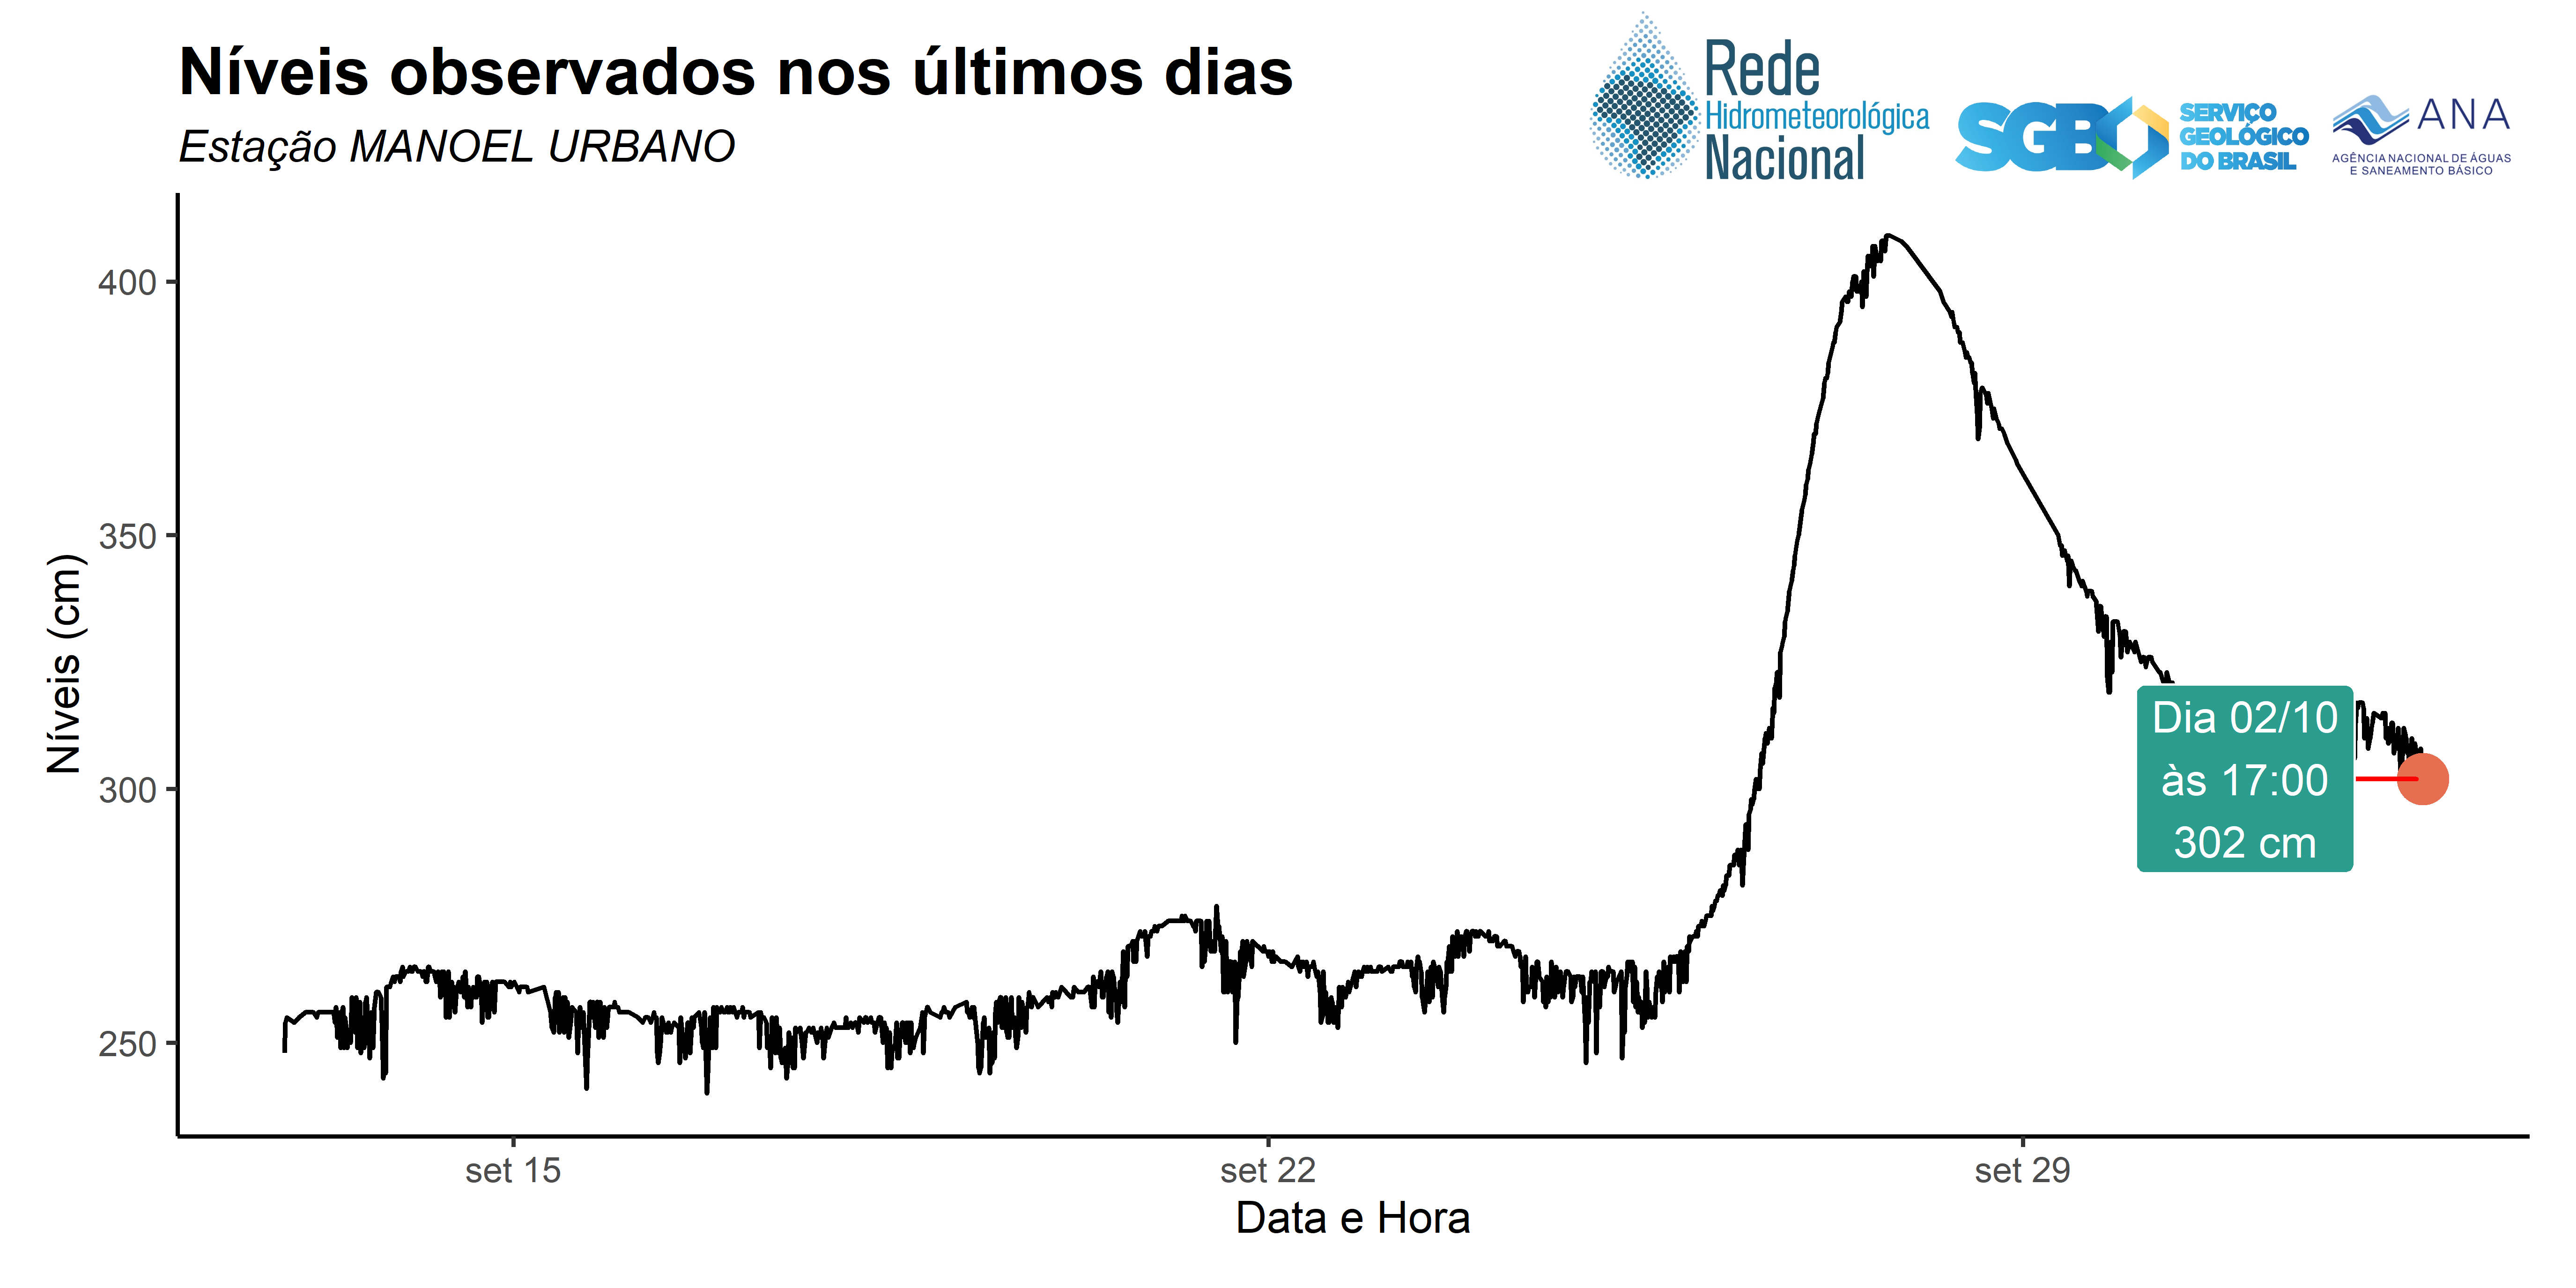 Níveis observados nos últimos dias
Estação MANOEL URBANO
Rede
Hidrometeorológica
Nacional
SGB
SERVIÇO
GEOLÓGICO
DO BRASIL
ANA
AGÊNCIA NACIONAL DE ÁGUAS
E SANEAMENTO BÁSICO
Níveis (cm)
400
350
300
250
Dia 02/10
às 17:00
302 cm
set 15
set 22
set 29
Data e Hora